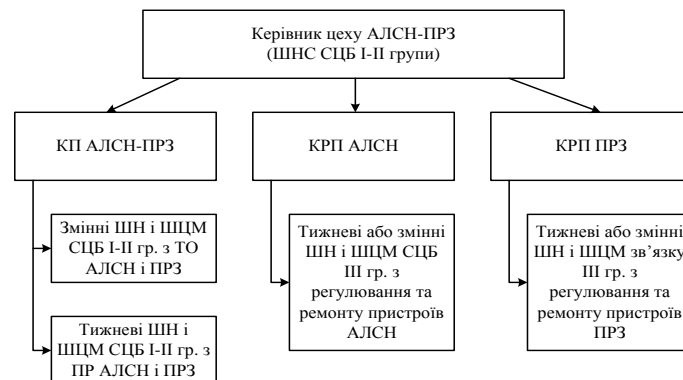 Керівник цеху АЛСН-ПРЗ
(ШНС СЦБ І-ІІ групи)
КП АЛСН-ПРЗ
КРП АЛСН
КРП ПРЗ
Змінні ШН і ШЦМ
СЦБ І-ІІ гр. з ТО
АЛСН і ПРЗ
Тижневі ШН і
ШЦМ СЦБ І-ІІ гр. з
ПР АЛСН і ПРЗ
Тижневі або змінні
ШН і ШЦМ СЦБ
ІІІ гр. з
регулювання та
ремонту пристроїв
АЛСН
Тижневі або змінні
ШН і ШЦМ зв’язку
ІІІ гр. з
регулювання та
ремонту пристроїв
ПРЗ